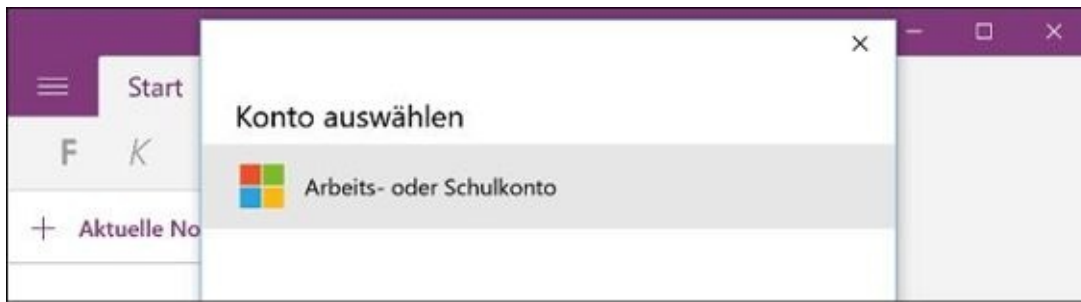 Start
F K
Aktuelle No
Konto auswählen
Arbeits- oder Schulkonto